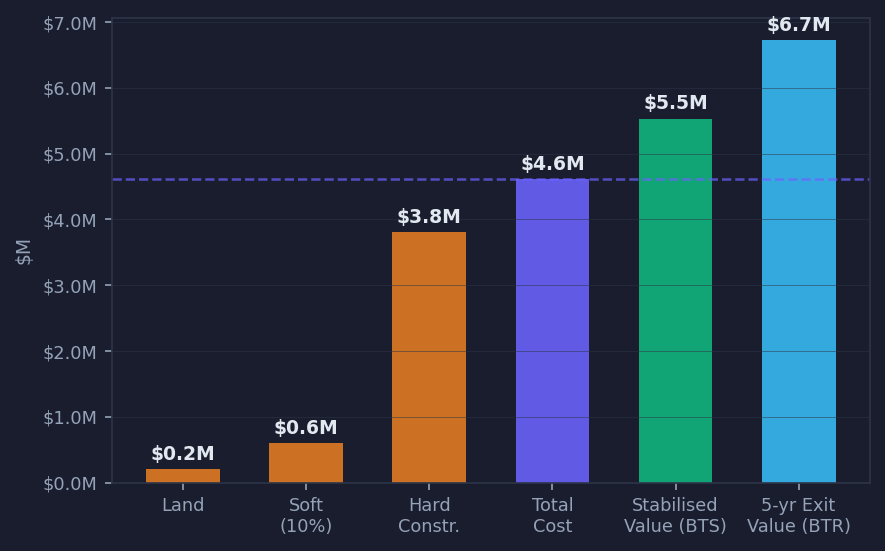 $7.0M
$6.0M
$5.0M
$4.0M
$3.0M
$2.0M
$1.0M
$0.0M
$M
$0.2M
$0.6M
$3.8M
$4.6M
$5.5M
$6.7M
Land
Soft
(10%)
Hard
Constr.
Total
Cost
Stabilised
Value (BTS)
5-yr Exit
Value (BTR)